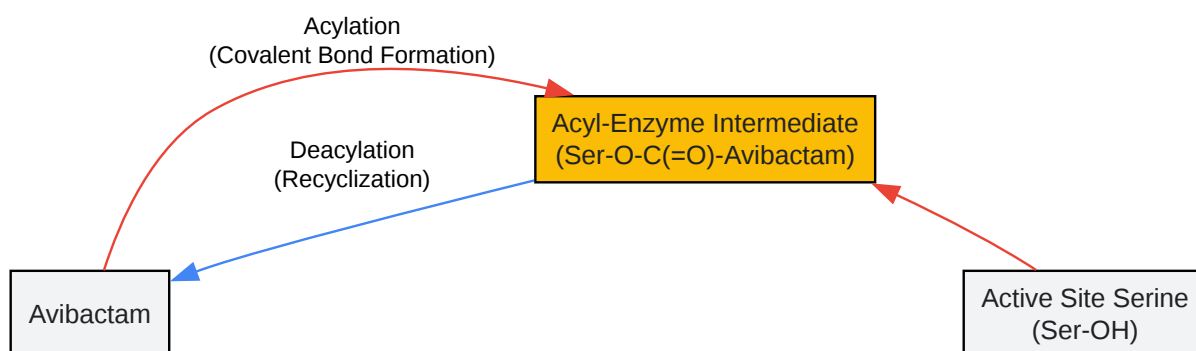 Acylation
(Covalent Bond Formation)
Acyl-Enzyme Intermediate
(Ser-O-C(=O)-Avibactam)
Deacylation
(Recyclization)
Avibactam
Active Site Serine
(Ser-OH)